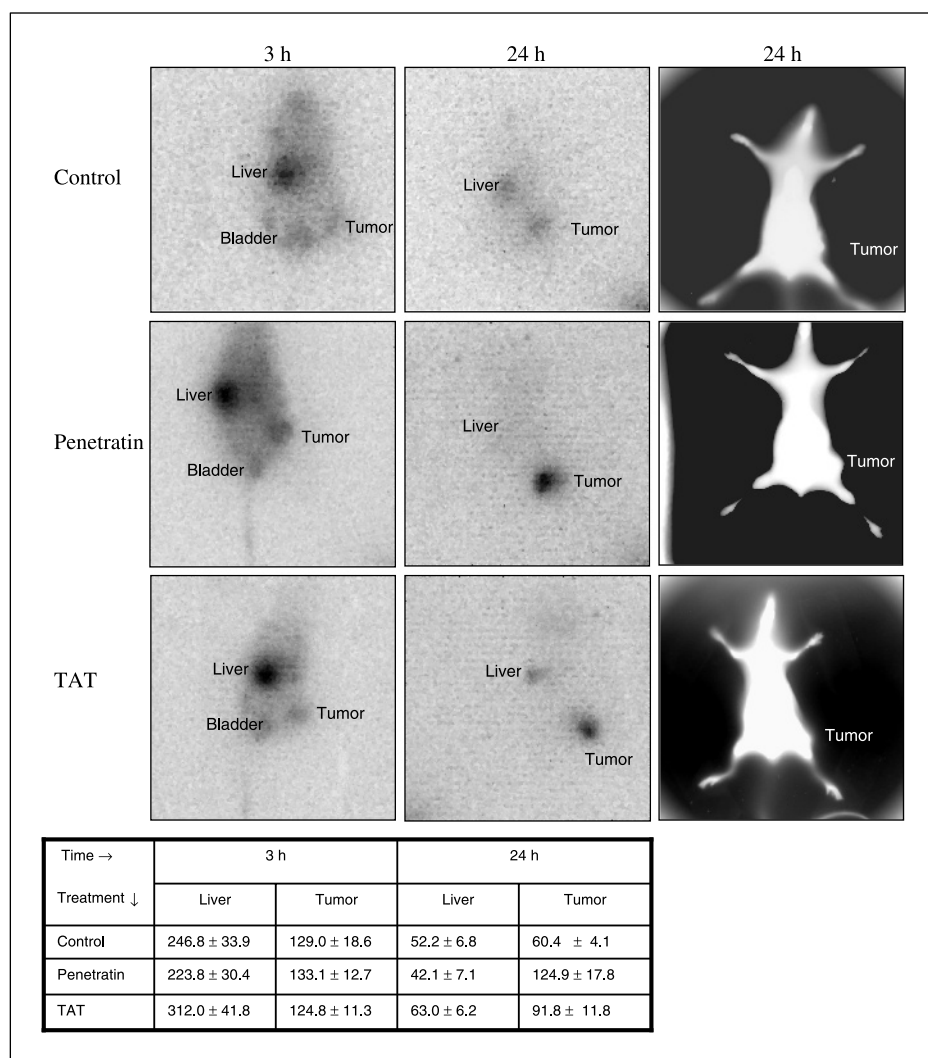 3 h 24 h 24 h
Control
Liver
Bladder
Tumor
Liver
Tumor
Penetratin
Liver
Tumor
Bladder
Liver
Tumor
Tumor
TAT
Liver
Bladder
Tumor
Liver
Tumor
Tumor
Time → 3 h 24 h
Treatment ↓ Liver Tumor Liver Tumor
Control 246.8 ± 33.9 129.0 ± 18.6 52.2 ± 6.8 60.4 ± 4.1
Penetratin 223.8 ± 30.4 133.1 ± 12.7 42.1 ± 7.1 124.9 ± 17.8
TAT 312.0 ± 41.8 124.8 ± 11.3 63.0 ± 6.2 91.8 ± 11.8